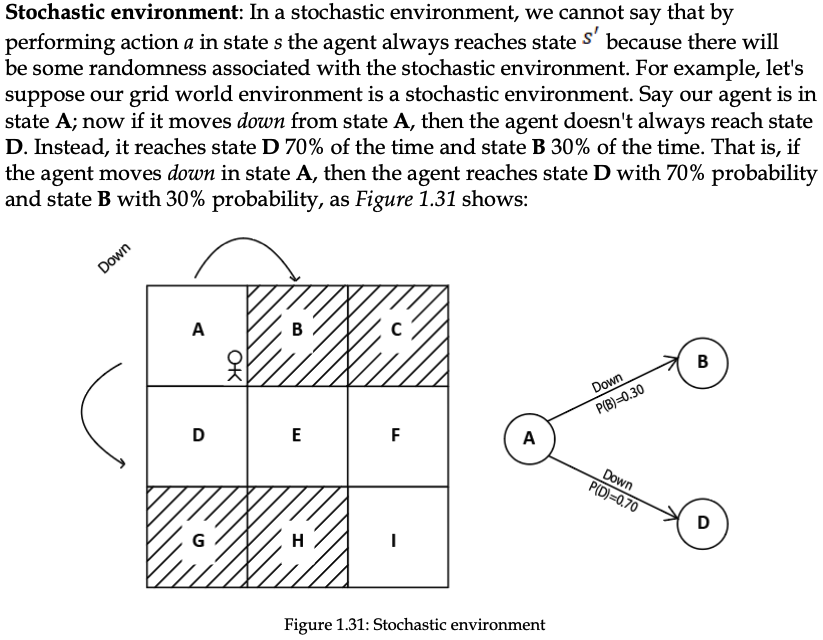 Stochastic environment: In a stochastic environment, we cannot say that by
performing action a in state s the agent always reaches state s′ because there will
be some randomness associated with the stochastic environment. For example, let's
suppose our grid world environment is a stochastic environment. Say our agent is in
state A; now if it moves down from state A, then the agent doesn't always reach state
D. Instead, it reaches state D 70% of the time and state B 30% of the time. That is, if
the agent moves down in state A, then the agent reaches state D with 70% probability
and state B with 30% probability, as Figure 1.31 shows:
Down
A B C
D E F
G H I
A
Down
P(B)=0.30
B
Down
P(D)=0.70
D
Figure 1.31: Stochastic environment